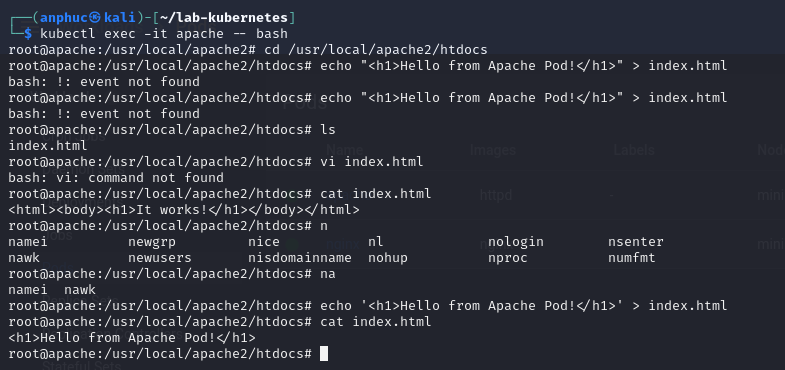 ┌──(anphuc㉿kali)-[~/lab-kubernetes]
└─$ kubectl exec -it apache -- bash
root@apache:/usr/local/apache2# cd /usr/local/apache2/htdocs
root@apache:/usr/local/apache2/htdocs# echo "<h1>Hello from Apache Pod!</h1>" > index.html
bash: !: event not found
root@apache:/usr/local/apache2/htdocs# echo "<h1>Hello from Apache Pod!</h1>" > index.html
bash: !: event not found
root@apache:/usr/local/apache2/htdocs# ls
index.html
root@apache:/usr/local/apache2/htdocs# vi index.html
bash: vi: command not found
root@apache:/usr/local/apache2/htdocs# cat index.html
<html><body><h1>It works!</h1></body></html>
root@apache:/usr/local/apache2/htdocs# n
namei newgrp nice nl nologin nsenter
nawk newusers nisdomainname nohup nproc numfmt
root@apache:/usr/local/apache2/htdocs# na
namei nawk
root@apache:/usr/local/apache2/htdocs# echo '<h1>Hello from Apache Pod!</h1>' > index.html
root@apache:/usr/local/apache2/htdocs# cat index.html
<h1>Hello from Apache Pod!</h1>
root@apache:/usr/local/apache2/htdocs#
Name Images Labels
httpd
Stateful Sets